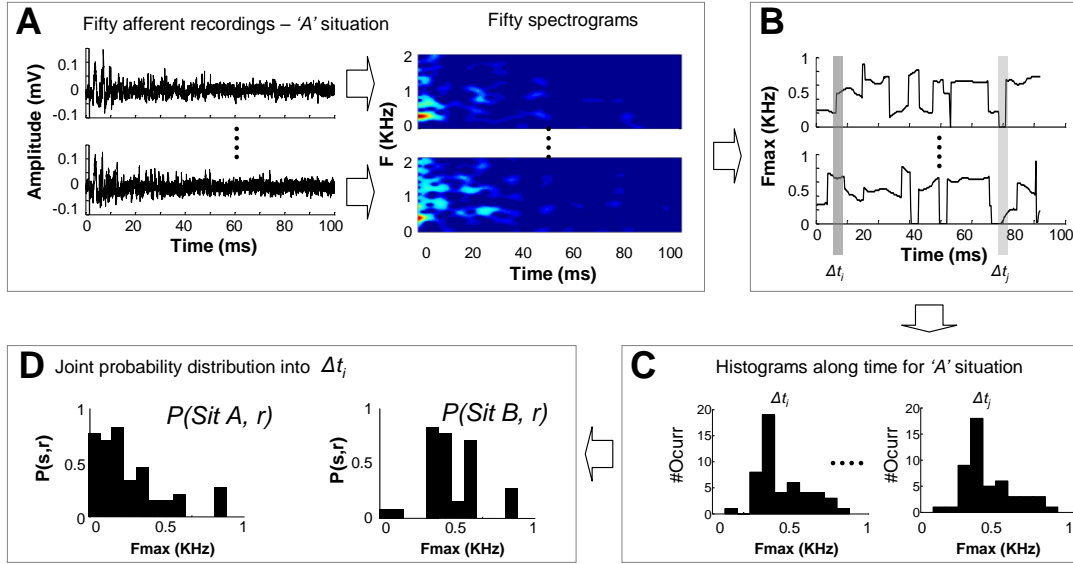 A
Fifty afferent recordings – ‘A’ situation
Fifty spectrograms
Amplitude (mV)
0.1
0
-0.1
0.1
0
-0.1
0 20 40 60 80 100
Time (ms)
F (KHz)
2
1
0
2
1
0
0 20 40 60 80 100
Time (ms)
B
Fmax (KHz)
1
0.5
0
1
0.5
0
0 20 40 60 80 100
Time (ms)
Δti
Δtj
D
Joint probability distribution into Δti
P(Sit A, r)
P(s,r)
1
0.5
0
0 0.5 1
Fmax (KHz)
P(Sit B, r)
P(s,r)
1
0.5
0
0 0.5 1
Fmax (KHz)
C
Histograms along time for ‘A’ situation
Δti
#Ocurr
20
15
10
5
0
0 0.5 1
Fmax (KHz)
Δtj
#Ocurr
20
15
10
5
0
0 0.5 1
Fmax (KHz)